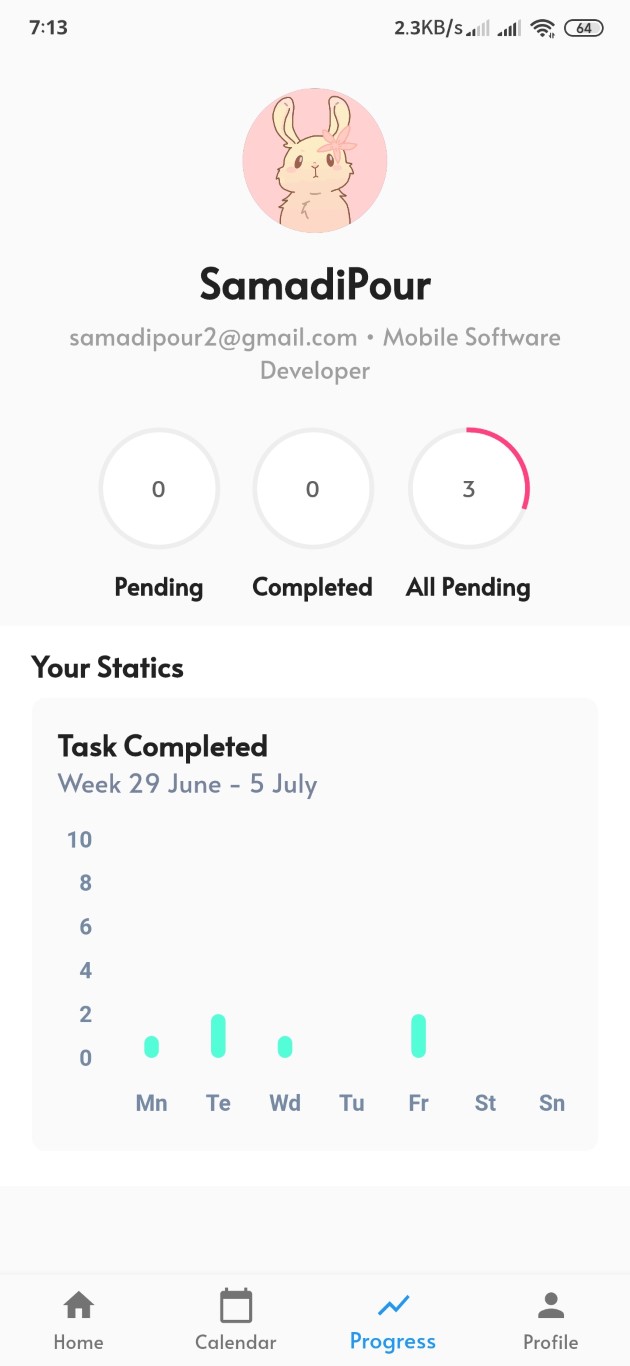 7:13 2.3KB/s 64
SamadiPour
samadipour2@gmail.com • Mobile Software
Developer
0 0 3
Pending Completed All Pending
Your Statics
Task Completed
Week 29 June - 5 July
10
8
6
4
2
0
Mn Te Wd Tu Fr St Sn
Home Calendar Progress Profile